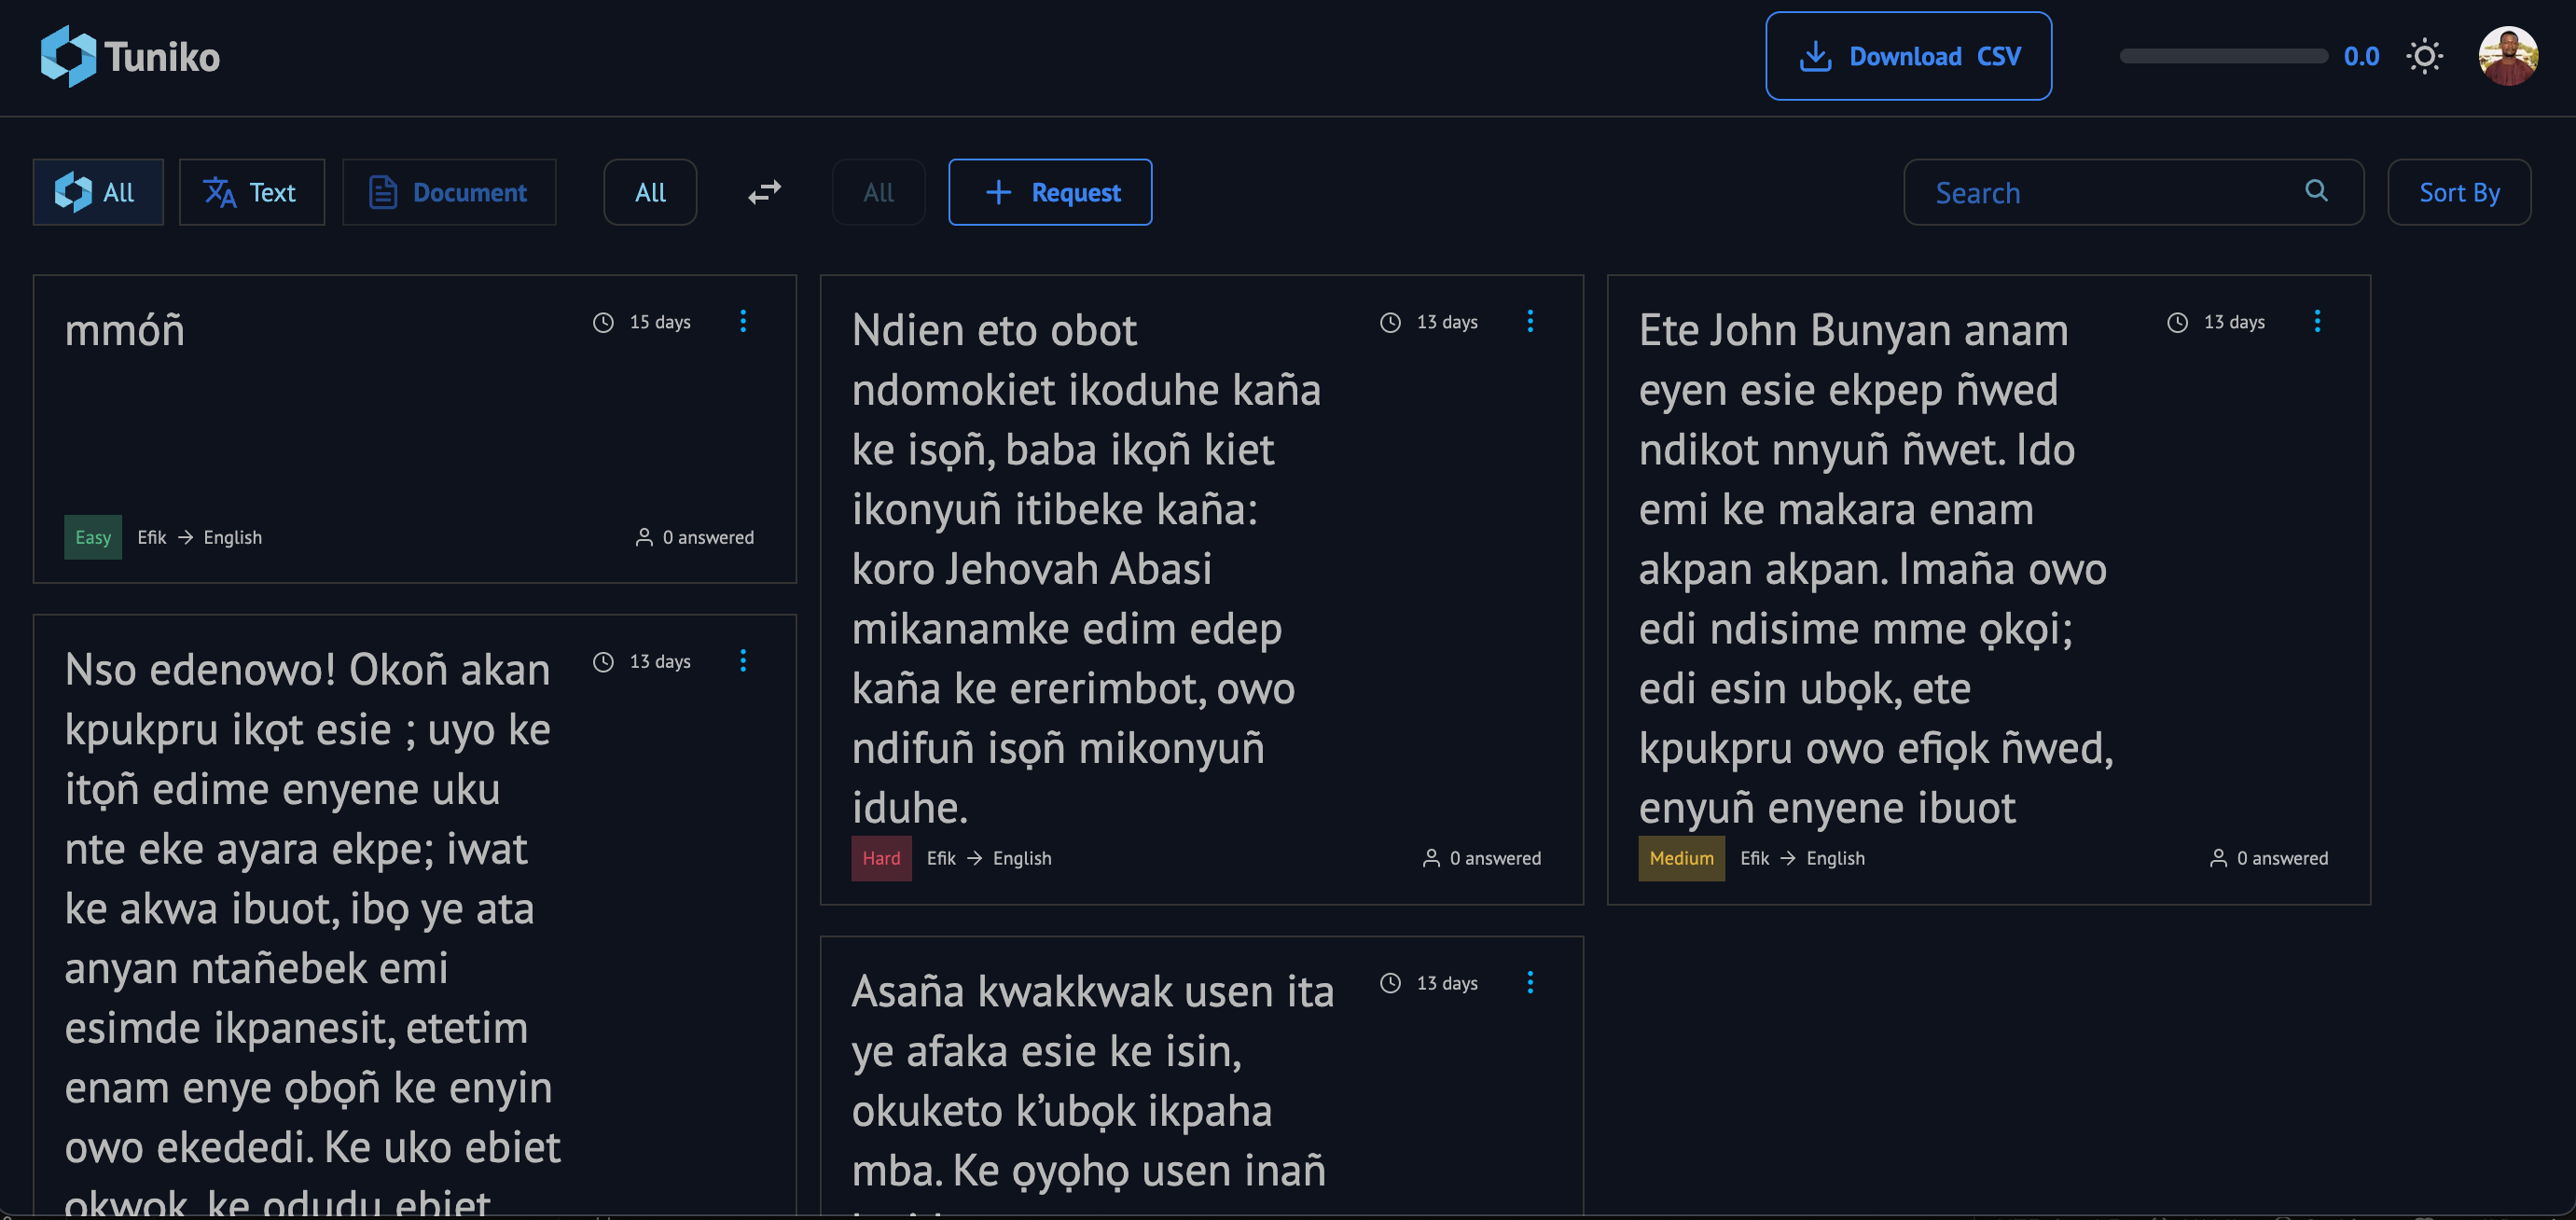 Tuniko
Download CSV
0.0
All
Text
Document
All
All
+ Request
Search
Sort By
mmóñ
15 days
Easy
Efik → English
0 answered
Nso edenowo! Okoñ akan
kpukpru ikọt esie ; uyo ke
itọñ edime enyene uku
nte eke ayara ekpe; iwat
ke akwa ibuot, ibọ ye ata
anyan ntañebek emi
esimde ikpanesit, etetim
enam enye ọbọñ ke enyin
owo ekededi. Ke uko ebiet
okwok, ke odudu ebiet
13 days
Ndien eto obot
ndomokiet ikoduhe kaña
ke isọñ, baba ikọñ kiet
ikonyuñ itibeke kaña:
koro Jehovah Abasi
mikanamke edim edep
kaña ke ererimbot, owo
ndifuñ isọñ mikonyuñ
iduhe.
13 days
Hard
Efik → English
0 answered
Asaña kwakkwak usen ita
ye afaka esie ke isin,
okuketo k’ubọk ikpaha
mba. Ke ọyọhọ usen inañ
13 days
Ete John Bunyan anam
eyen esie ekpep ñwed
ndikot nnyuñ ñwet. Ido
emi ke makara enam
akpan akpan. Imaña owo
edi ndisime mme ọkọi;
edi esin ubọk, ete
kpukpru owo efiọk ñwed,
enyuñ enyene ibuot
13 days
Medium
Efik → English
0 answered